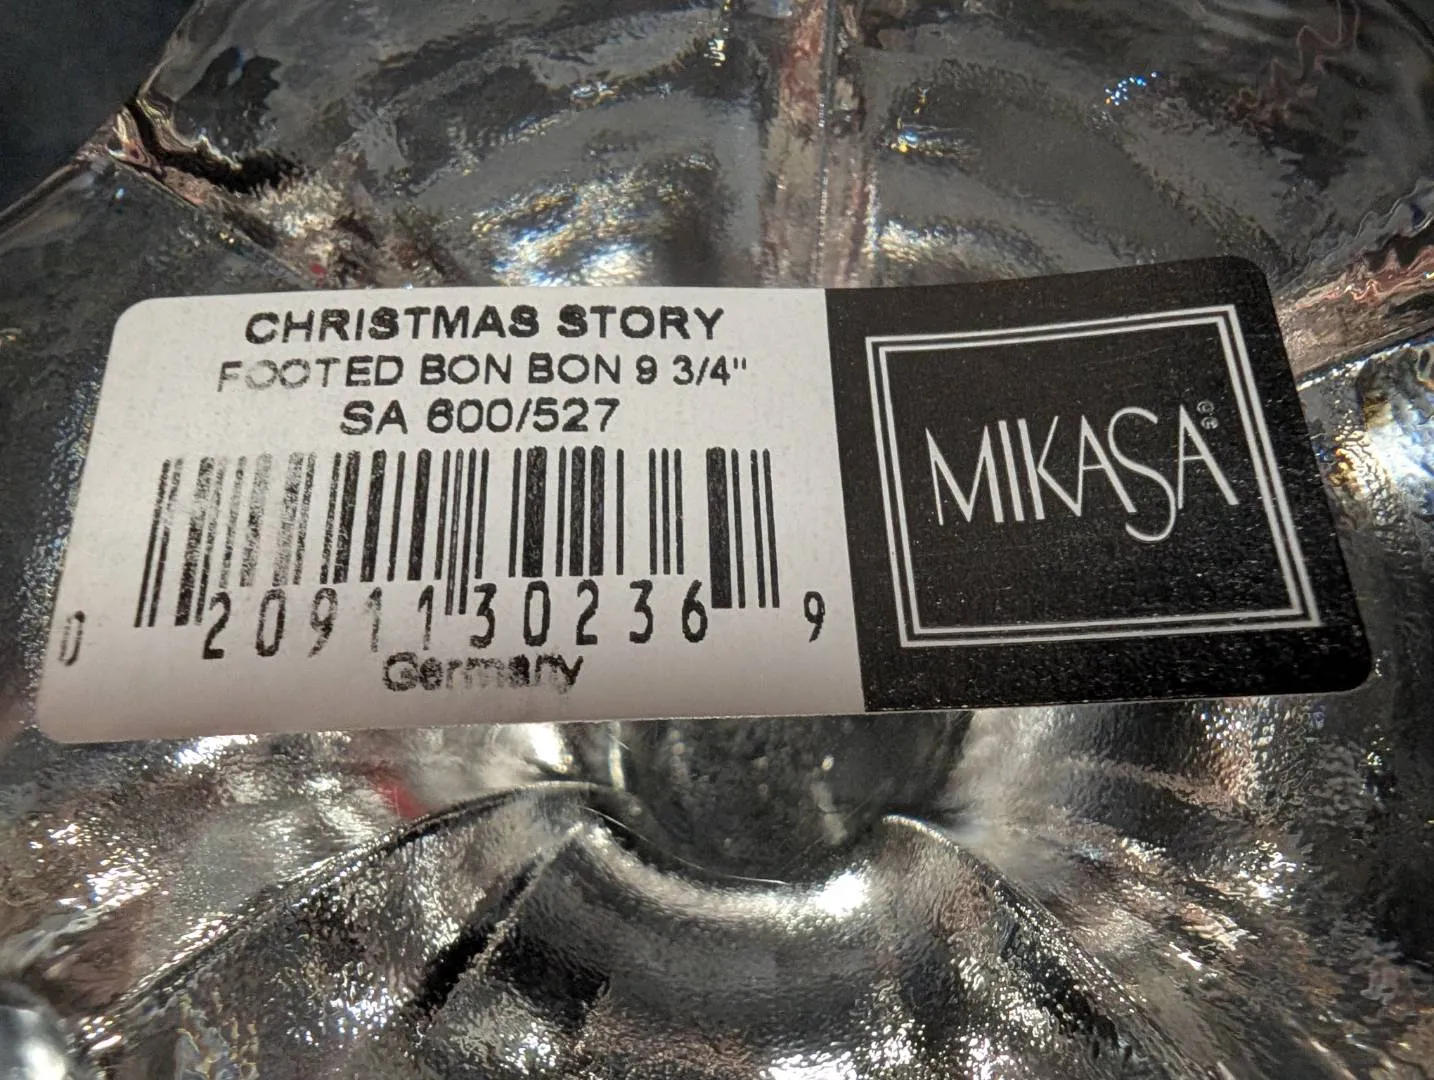 CHRISTMAS STORY
FOOTED BON BON 9 3/4"
SA 600/527
0 20911 30236 9
Germany
MIKASA®